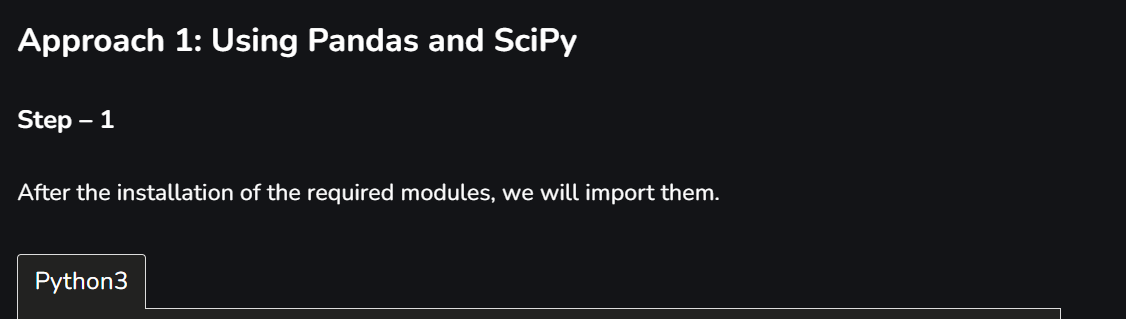 Approach 1: Using Pandas and SciPy
Step – 1
After the installation of the required modules, we will import them.
Python3